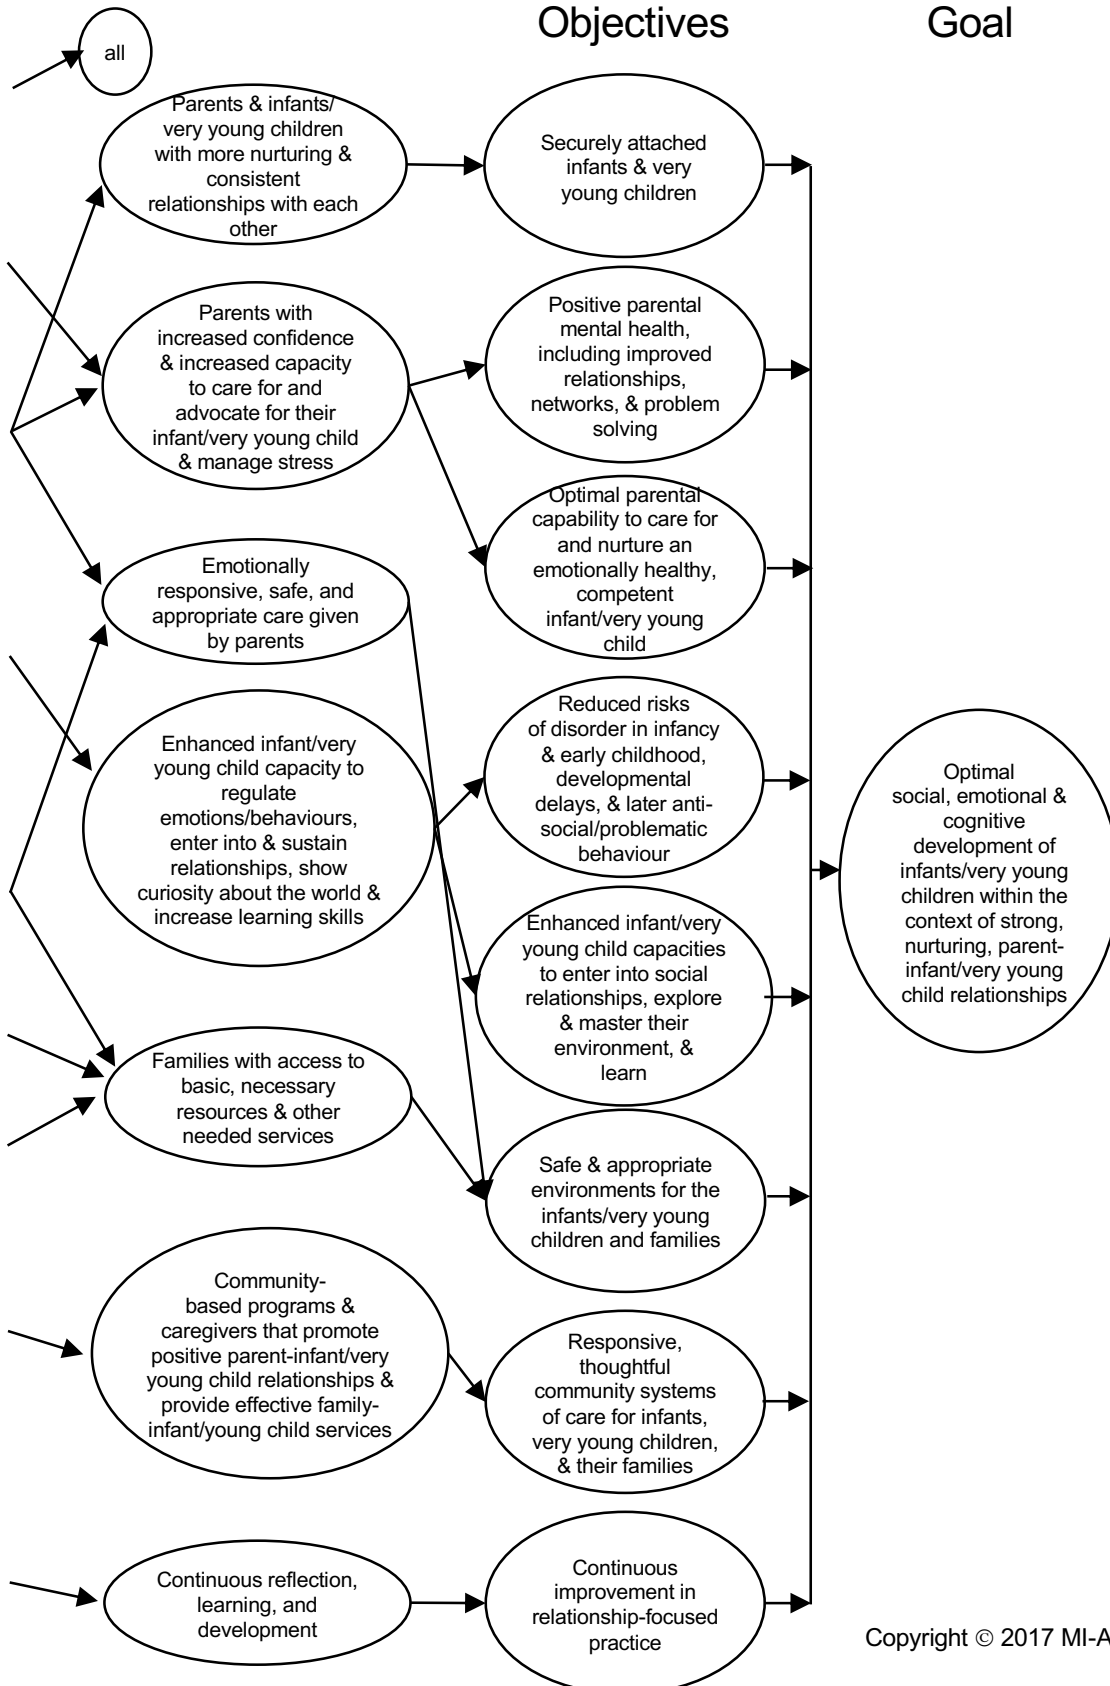 Objectives
Goal
all
Parents & infants/
very young children
with more nurturing &
consistent
relationships with each
other
Securely attached
infants & very
young children
Parents with
increased confidence
& increased capacity
to care for and
advocate for their
infant/very young child
& manage stress
Positive parental
mental health,
including improved
relationships,
networks, & problem
solving
Optimal parental
capability to care for
and nurture an
emotionally healthy,
competent
infant/very young
child
Emotionally
responsive, safe, and
appropriate care given
by parents
Enhanced infant/very
young child capacity to
regulate
emotions/behaviours,
enter into & sustain
relationships, show
curiosity about the world &
increase learning skills
Reduced risks
of disorder in infancy
& early childhood,
developmental
delays, & later anti-
social/problematic
behaviour
Optimal
social, emotional &
cognitive
development of
infants/very young
children within the
context of strong,
nurturing, parent-
infant/very young
child relationships
Enhanced infant/very
young child capacities
to enter into social
relationships, explore
& master their
environment, &
learn
Families with access to
basic, necessary
resources & other
needed services
Safe & appropriate
environments for the
infants/very young
children and families
Community-
based programs &
caregivers that promote
positive parent-infant/very
young child relationships &
provide effective family-
infant/young child services
Responsive,
thoughtful
community systems
of care for infants,
very young children,
& their families
Continuous reflection,
learning, and
development
Continuous
improvement in
relationship-focused
practice
Copyright © 2017 MI-A